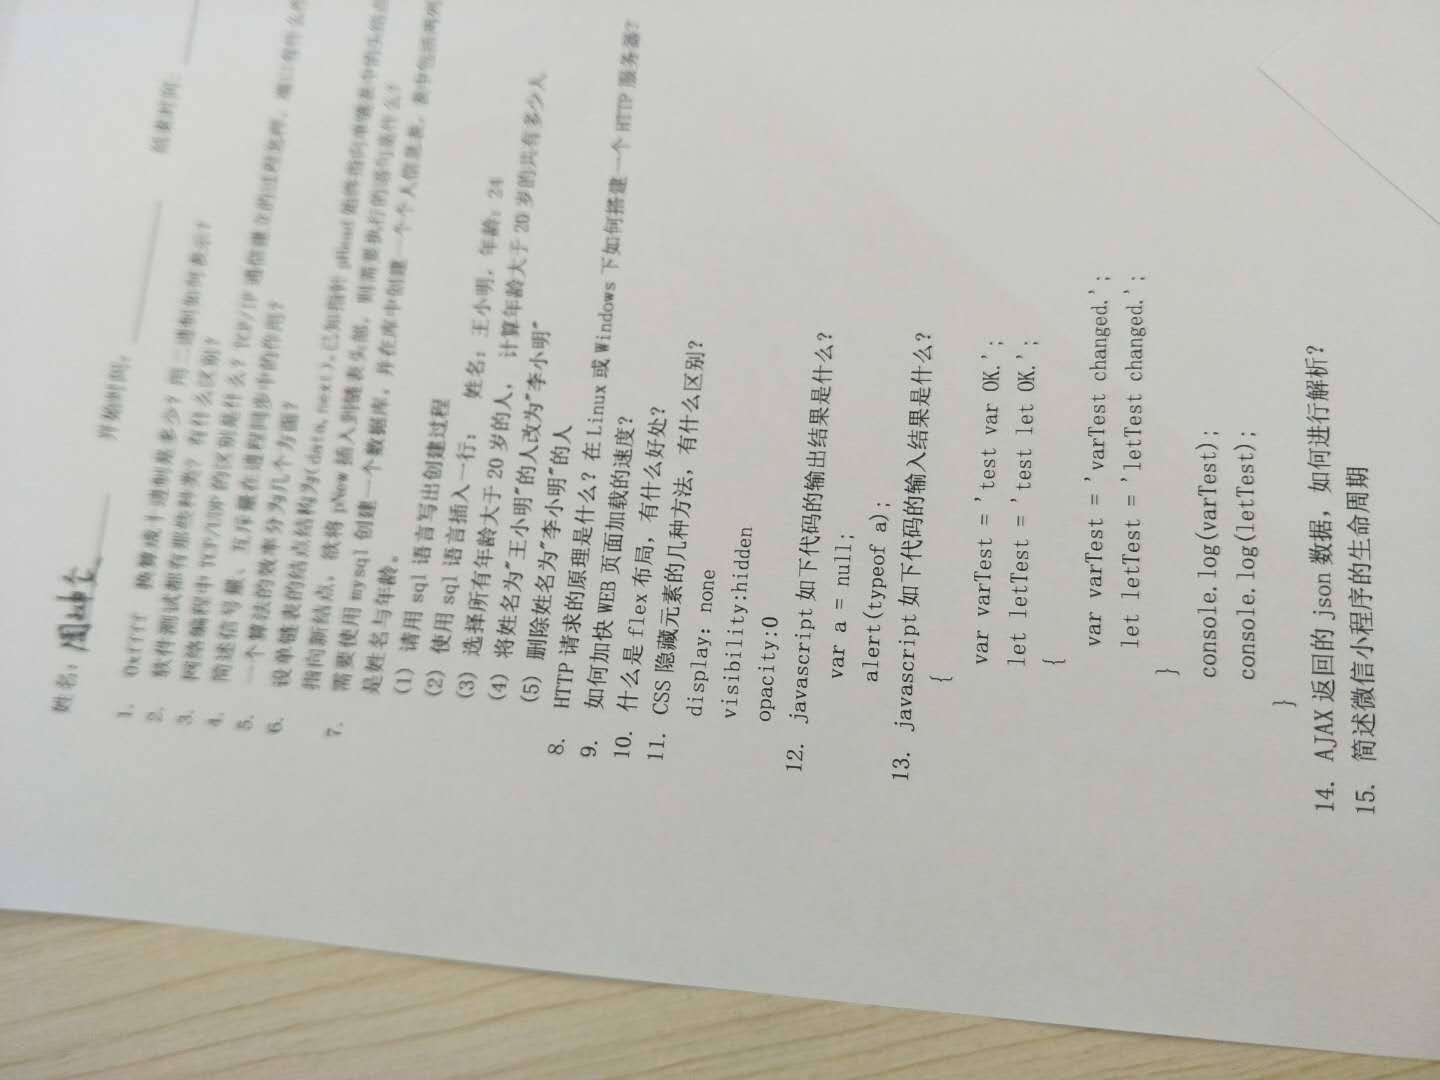 姓名: 开始时间: 结束时间:
1. 0xffff 换算成十进制是多少？用二进制如何表示？
2. 软件测试都有那些种类？有什么区别？
3. 网络编程中 TCP/UDP 的区别是什么？TCP/IP 通信建立的过程怎样，端口有什么
4. 简述信号量、互斥量在进程同步中的作用？
5. 一个算法的效率分为几个方面？
6. 设单链表的结点结构为(data,next),已知指针 pHead 始终指向单链表中的头结点
指向新结点，欲将 pNew 插入到链表头部，则需要执行的语句是什么？
7. 需要使用 mysql 创建一个数据库，并在库中创建一个个人信息表，表中包括两列
是姓名与年龄。
(1) 请用 sql 语言写出创建过程
(2) 使用 sql 语言插入一行： 姓名：王小明，年龄：24
(3) 选择所有年龄大于 20 岁的人， 计算年龄大于 20 岁的共有多少人
(4) 将姓名为"王小明"的人改为"李小明"
(5) 删除姓名为"李小明"的人
8. HTTP 请求的原理是什么？在 Linux 或 Windows 下如何搭建一个 HTTP 服务器？
9. 如何加快 WEB 页面加载的速度？
10. 什么是 flex 布局，有什么好处？
11. CSS 隐藏元素的几种方法，有什么区别？
display: none
visibility:hidden
opacity:0
12. javascript 如下代码的输出结果是什么？
var a = null;
alert(typeof a);
13. javascript 如下代码的输入结果是什么？
{
var varTest = 'test var OK.';
let letTest = 'test let OK.';
{
var varTest = 'varTest changed.';
let letTest = 'letTest changed.';
}
console.log(varTest);
console.log(letTest);
}
14. AJAX 返回的 json 数据，如何进行解析？
15. 简述微信小程序的生命周期